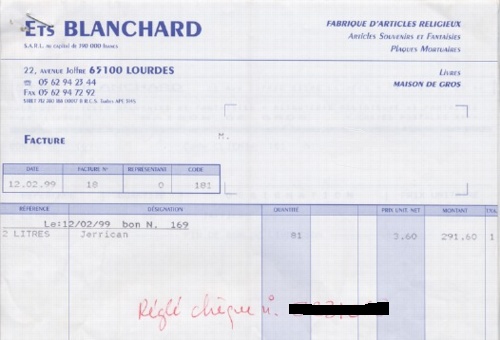 Ets BLANCHARD
S.A.R.L. au capital de 390 000 francs
FABRIQUE D'ARTICLES RELIGIEUX
Articles Souvenirs et Fantaisies
Plaques Mortuaires
22, avenue Joffre 65100 LOURDES
☎ 05 62 94 23 44
Fax 05 62 94 72 92
Livres
MAISON DE GROS
M.
Facture
DATE FACTURE N° REPRÉSENTANT CODE
12.02.99 18 0 181
RÉFÉRENCE DÉSIGNATION QUANTITÉ PRIX UNIT. NET MONTANT TVA
Le:12/02/99 bon N. 169
2 LITRES Jerrican 81 3.60 291.60 1
Réglé chèque n.